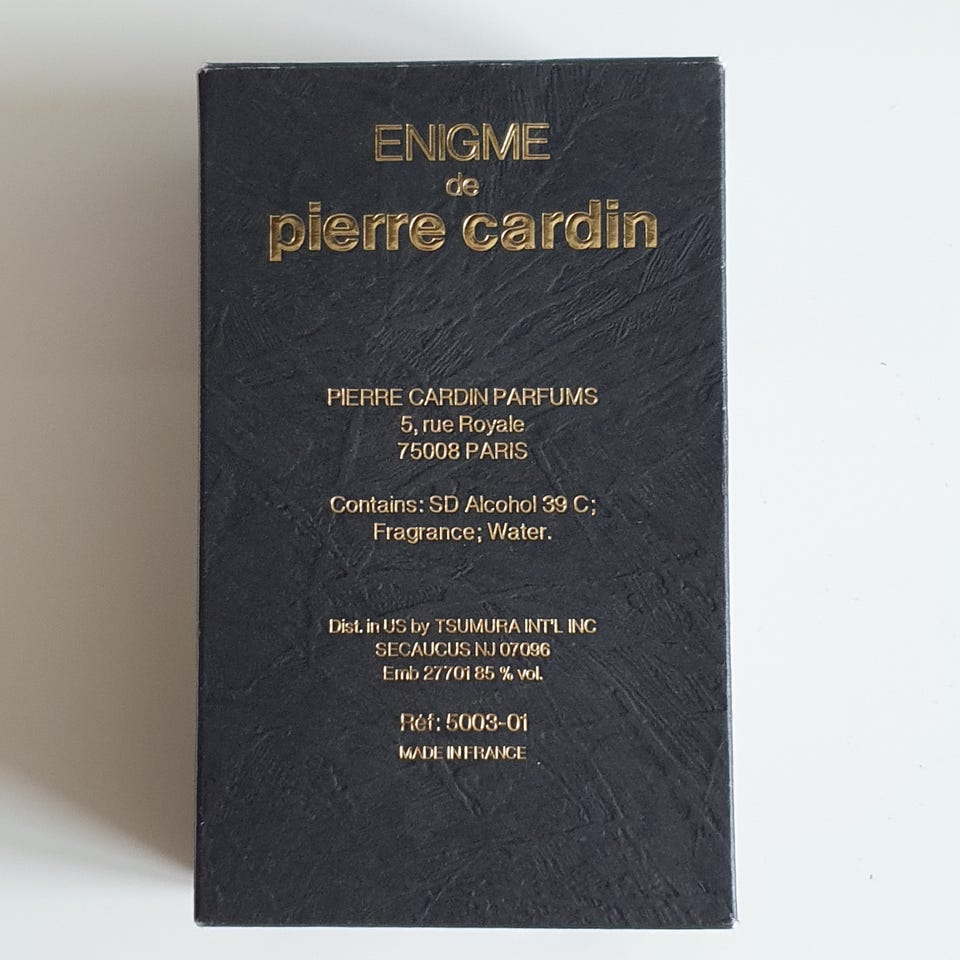 ENIGME
de
pierre cardin
PIERRE CARDIN PARFUMS
5, rue Royale
75008 PARIS
Contains: SD Alcohol 39 C;
Fragrance; Water.
Dist. in US by TSUMURA INT'L INC
SECAUCUS NJ 07096
Emb 27701 85 % vol.
Réf: 5003-01
MADE IN FRANCE